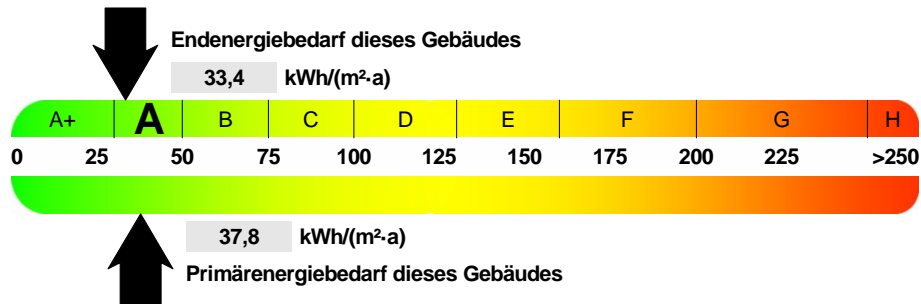 Endenergiebedarf dieses Gebäudes
33,4 kWh/(m²·a)
A+ A B C D E F G H
0 25 50 75 100 125 150 175 200 225 >250
37,8 kWh/(m²·a)
Primärenergiebedarf dieses Gebäudes